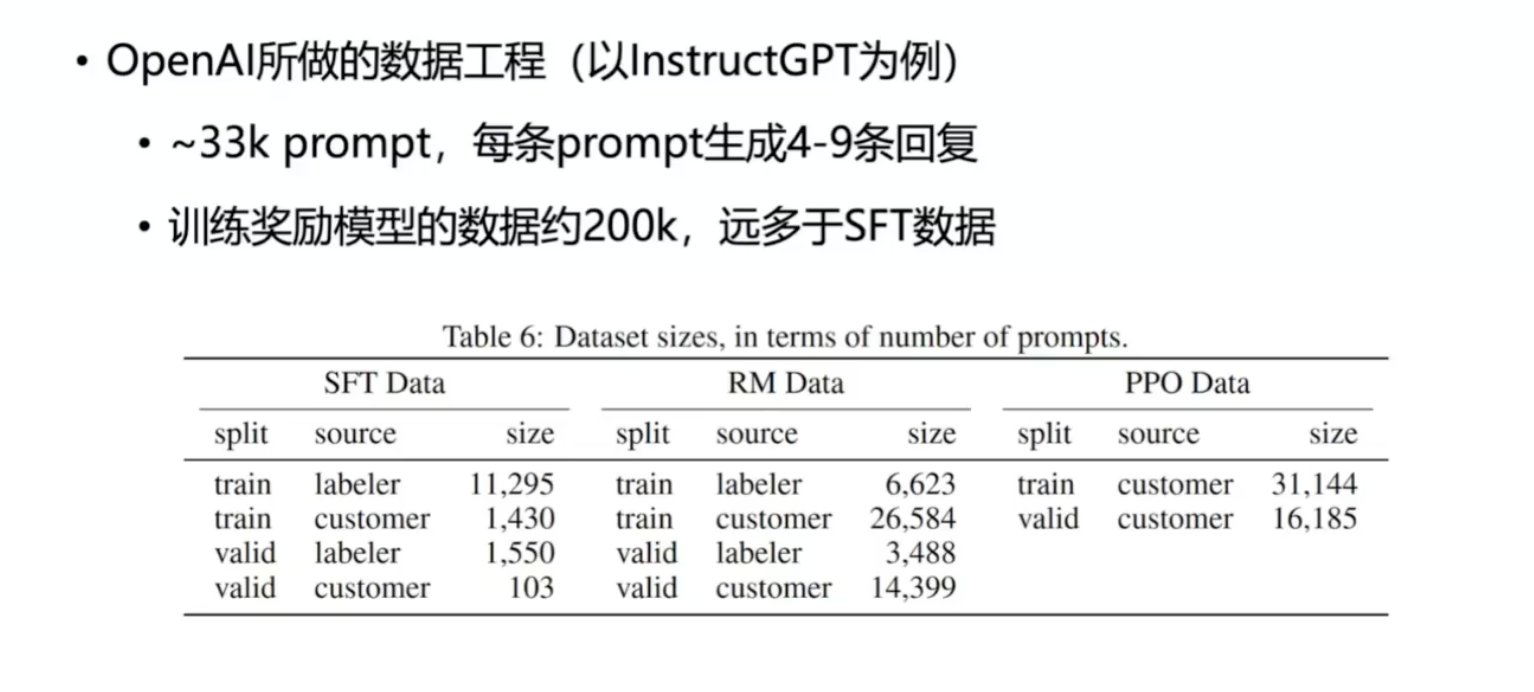 • OpenAI所做的数据工程（以InstructGPT为例）
• ~33k prompt，每条prompt生成4-9条回复
• 训练奖励模型的数据约200k，远多于SFT数据
Table 6: Dataset sizes, in terms of number of prompts.
SFT Data RM Data PPO Data
split source size split source size split source size
train labeler 11,295 train labeler 6,623 train customer 31,144
train customer 1,430 train customer 26,584 valid customer 16,185
valid labeler 1,550 valid labeler 3,488
valid customer 103 valid customer 14,399